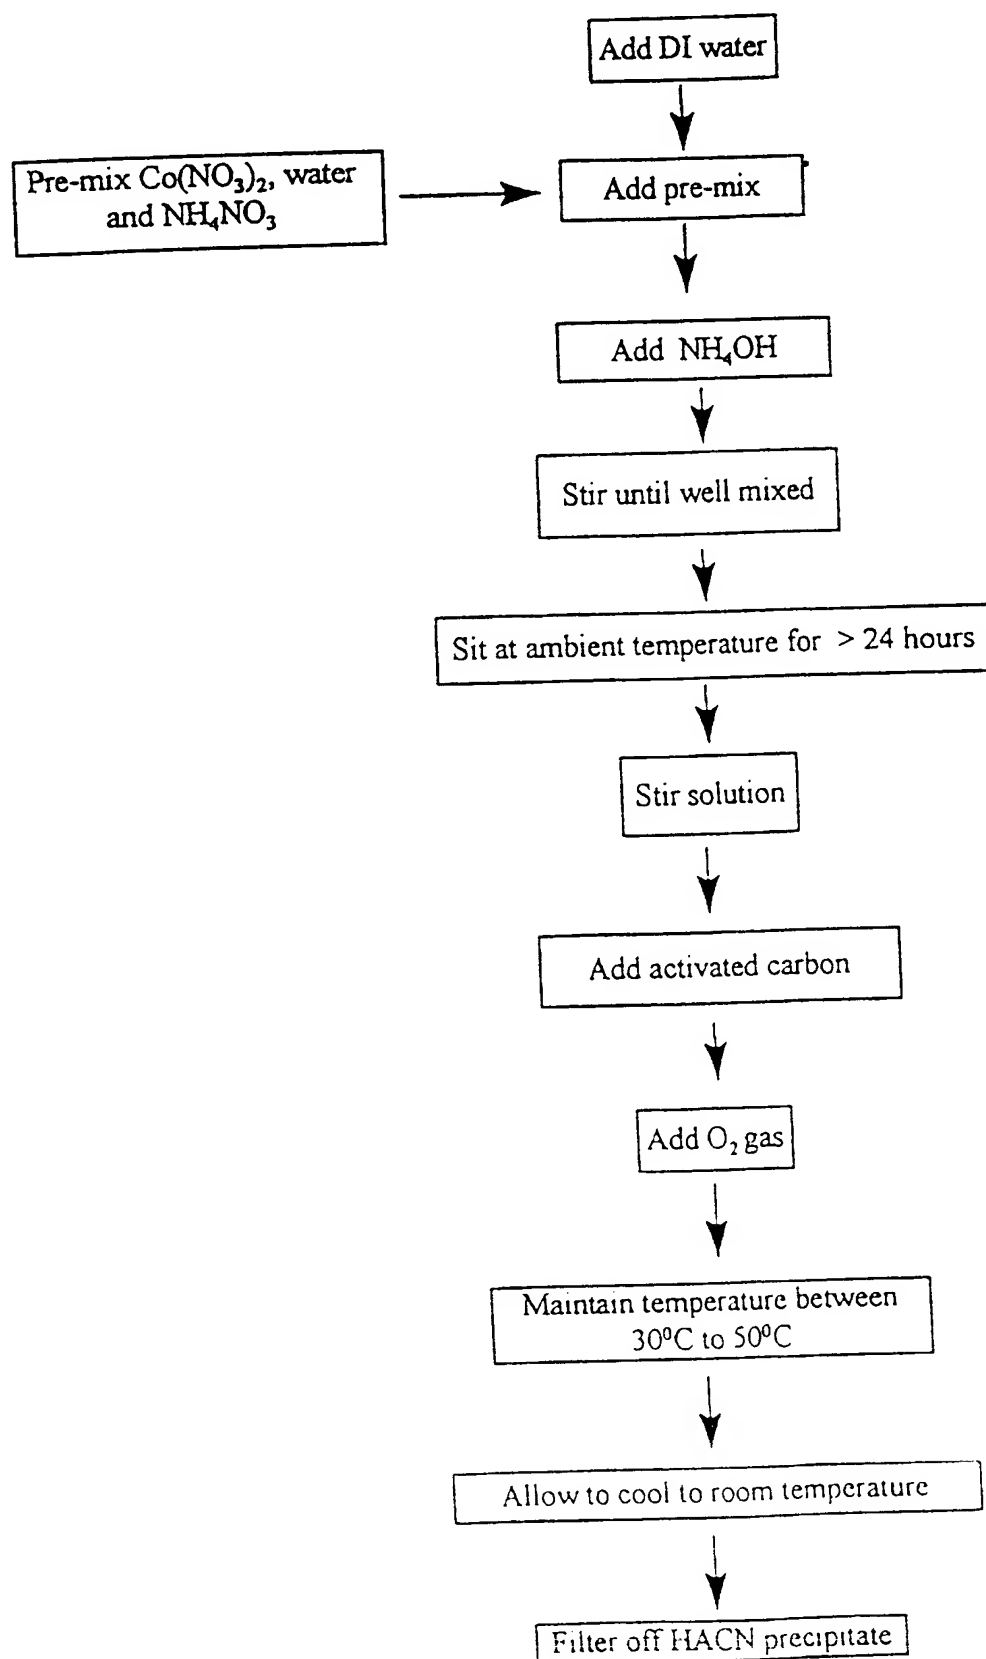 Add DI water
Pre-mix Co(NO₃)₂, water
and NH₄NO₃
Add pre-mix
Add NH₄OH
Stir until well mixed
Sit at ambient temperature for > 24 hours
Stir solution
Add activated carbon
Add O₂ gas
Maintain temperature between
30⁰C to 50⁰C
Allow to cool to room temperature
Filter off HACN precipitate